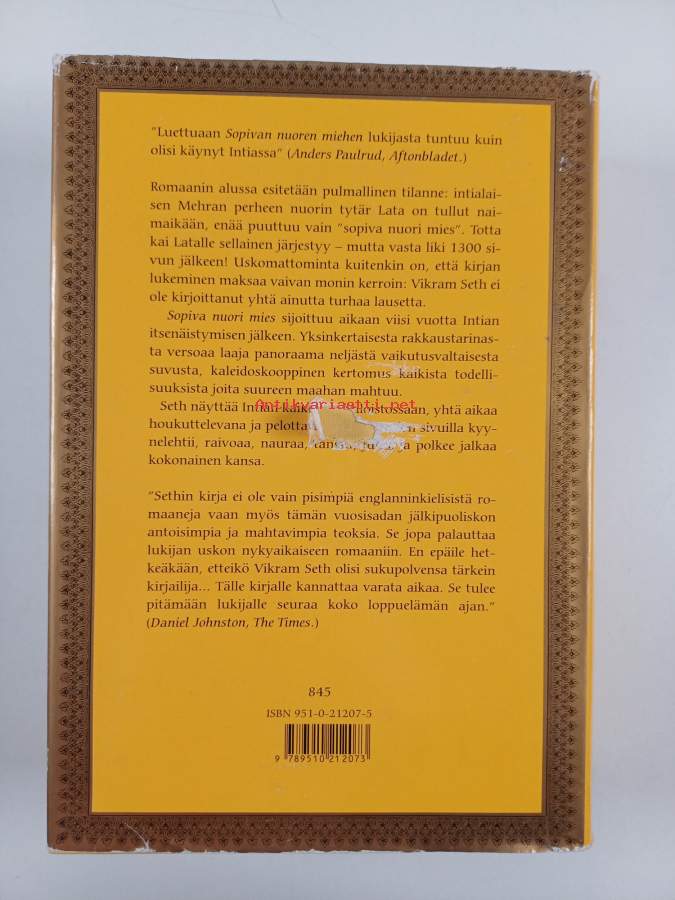 "Luettuaan Sopivan nuoren miehen lukijasta tuntuu kuin
olisi käynyt Intiassa" (Anders Paulrud, Aftonbladet.)
Romaanin alussa esitetään pulmallinen tilanne: intialai-
sen Mehran perheen nuorin tytär Lata on tullut nai-
maikään, enää puuttuu vain "sopiva nuori mies". Totta
kai Latalle sellainen järjestyy – mutta vasta liki 1300 si-
vun jälkeen! Uskomattominta kuitenkin on, että kirjan
lukeminen maksaa vaivan monin kerroin: Vikram Seth ei
ole kirjoittanut yhtä ainutta turhaa lausetta.
Sopiva nuori mies sijoittuu aikaan viisi vuotta Intian
itsenäistymisen jälkeen. Yksinkertaisesta rakkaustarinas-
ta versoaa laaja panoraama neljästä vaikutusvaltaisesta
suvusta, kaleidoskooppinen kertomus kaikista todelli-
suuksista joita suureen maahan mahtuu.
Antikvariaatti.net
Seth näyttää Intian loistossaan, yhtä aikaa
houkuttelevana ja sivuilla kyy-
nelehtii, raivoaa, nauraa, polkee jalkaa
kokonainen kansa.
"Sethin kirja ei ole vain pisimpiä englanninkielisistä ro-
maaneja vaan myös tämän vuosisadan jälkipuoliskon
antoisimpia ja mahtavimpia teoksia. Se jopa palauttaa
lukijan uskon nykyaikaiseen romaaniin. En epäile het-
keäkään, etteikö Vikram Seth olisi sukupolvensa tärkein
kirjailija... Tälle kirjalle kannattaa varata aikaa. Se tulee
pitämään lukijalle seuraa koko loppuelämän ajan."
(Daniel Johnston, The Times.)
845
ISBN 951-0-21207-5
9 789510 212073